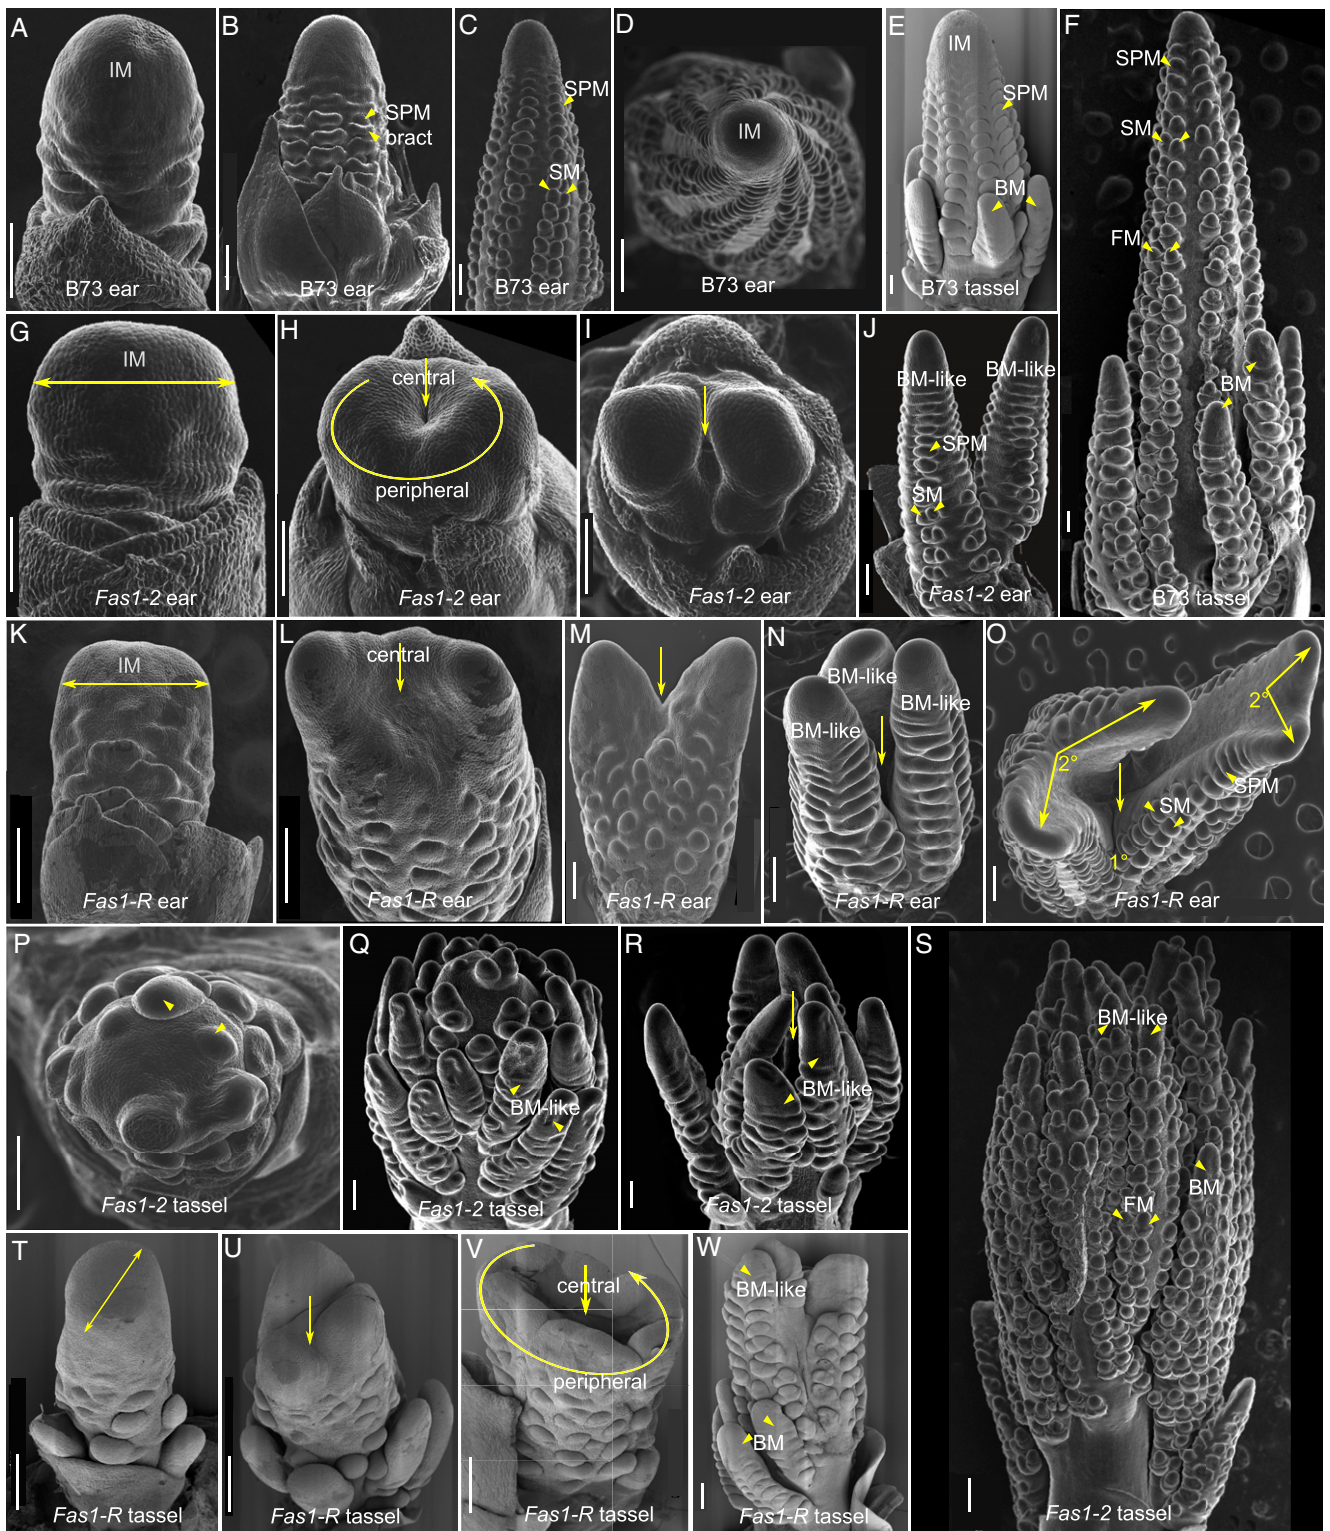 A
IM
B73 ear
B
SPM
bract
B73 ear
C
SPM
SM
B73 ear
D
IM
B73 ear
E
IM
SPM
BM
B73 tassel
F
SPM
SM
FM
BM
B73 tassel
G
IM
Fas1-2 ear
H
central
peripheral
Fas1-2 ear
I
Fas1-2 ear
J
BM-like
BM-like
SPM
SM
Fas1-2 ear
K
IM
Fas1-R ear
L
central
Fas1-R ear
M
Fas1-R ear
N
BM-like
BM-like
BM-like
Fas1-R ear
O
2°
2°
SPM
SM
1°
Fas1-R ear
P
Fas1-2 tassel
Q
BM-like
Fas1-2 tassel
R
BM-like
Fas1-2 tassel
S
BM-like
BM
FM
Fas1-2 tassel
T
Fas1-R tassel
U
Fas1-R tassel
V
central
peripheral
Fas1-R tassel
W
BM-like
BM
Fas1-R tassel